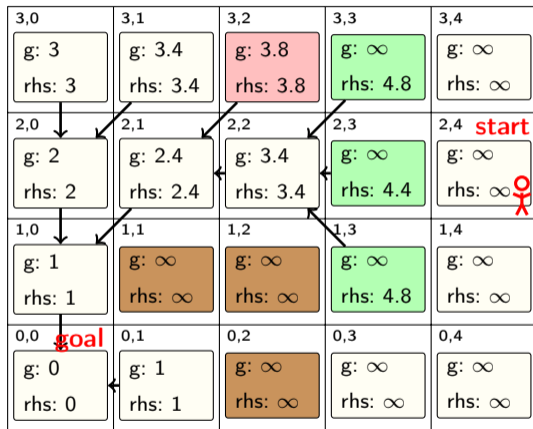 3,0 3,1 3,2 3,3 3,4
g: 3 g: 3.4 g: 3.8 g: ∞ g: ∞
rhs: 3 rhs: 3.4 rhs: 3.8 rhs: 4.8 rhs: ∞
2,0 2,1 2,2 2,3 2,4 start
g: 2 g: 2.4 g: 3.4 g: ∞ g: ∞
rhs: 2 rhs: 2.4 rhs: 3.4 rhs: 4.4 rhs: ∞
1,0 1,1 1,2 1,3 1,4
g: 1 g: ∞ g: ∞ g: ∞ g: ∞
rhs: 1 rhs: ∞ rhs: ∞ rhs: 4.8 rhs: ∞
0,0 goal 0,1 0,2 0,3 0,4
g: 0 g: 1 g: ∞ g: ∞ g: ∞
rhs: 0 rhs: 1 rhs: ∞ rhs: ∞ rhs: ∞